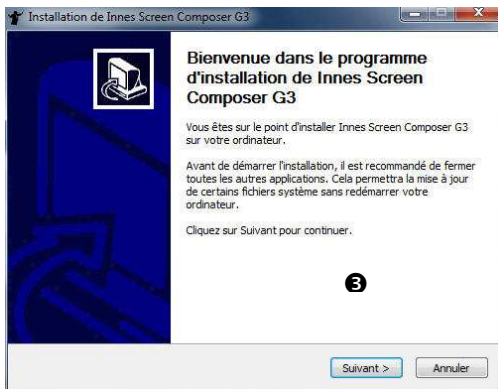 Installation de Innes Screen Composer G3
Bienvenue dans le programme
d'installation de Innes Screen
Composer G3
Vous êtes sur le point d'installer Innes Screen Composer G3
sur votre ordinateur.
Avant de démarrer l'installation, il est recommandé de fermer
toutes les autres applications. Cela permettra la mise à jour
de certains fichiers système sans redémarrer votre
ordinateur.
Cliquez sur Suivant pour continuer.
❸
Suivant > Annuler